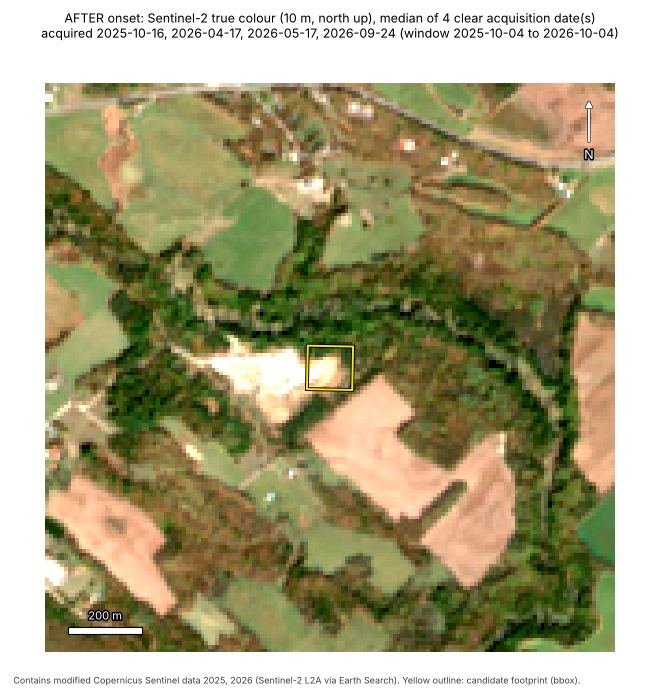 AFTER onset: Sentinel-2 true colour (10 m, north up), median of 4 clear acquisition date(s)
acquired 2025-10-16, 2026-04-17, 2026-05-17, 2026-09-24 (window 2025-10-04 to 2026-10-04)
N
200 m
Contains modified Copernicus Sentinel data 2025, 2026 (Sentinel-2 L2A via Earth Search). Yellow outline: candidate footprint (bbox).